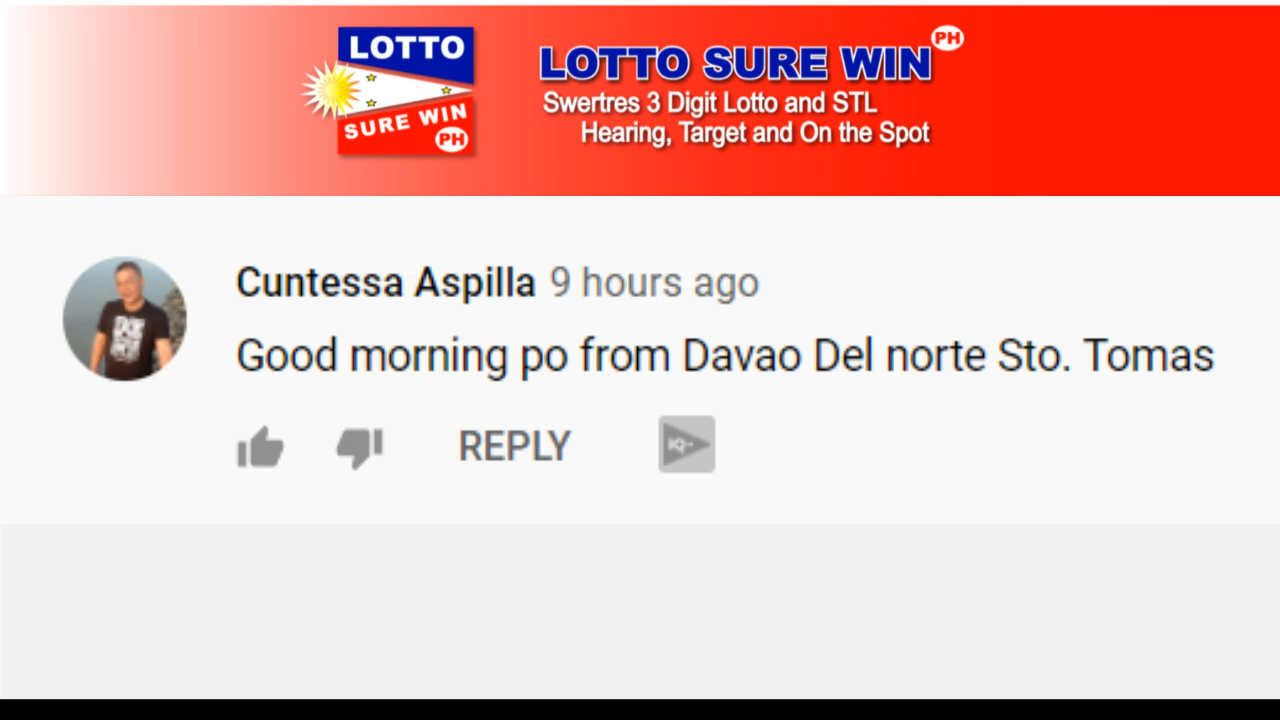 LOTTO
SURE WIN
PH
LOTTO SURE WIN PH
Swertres 3 Digit Lotto and STL
Hearing, Target and On the Spot
Cuntessa Aspilla 9 hours ago
Good morning po from Davao Del norte Sto. Tomas
REPLY
IQ